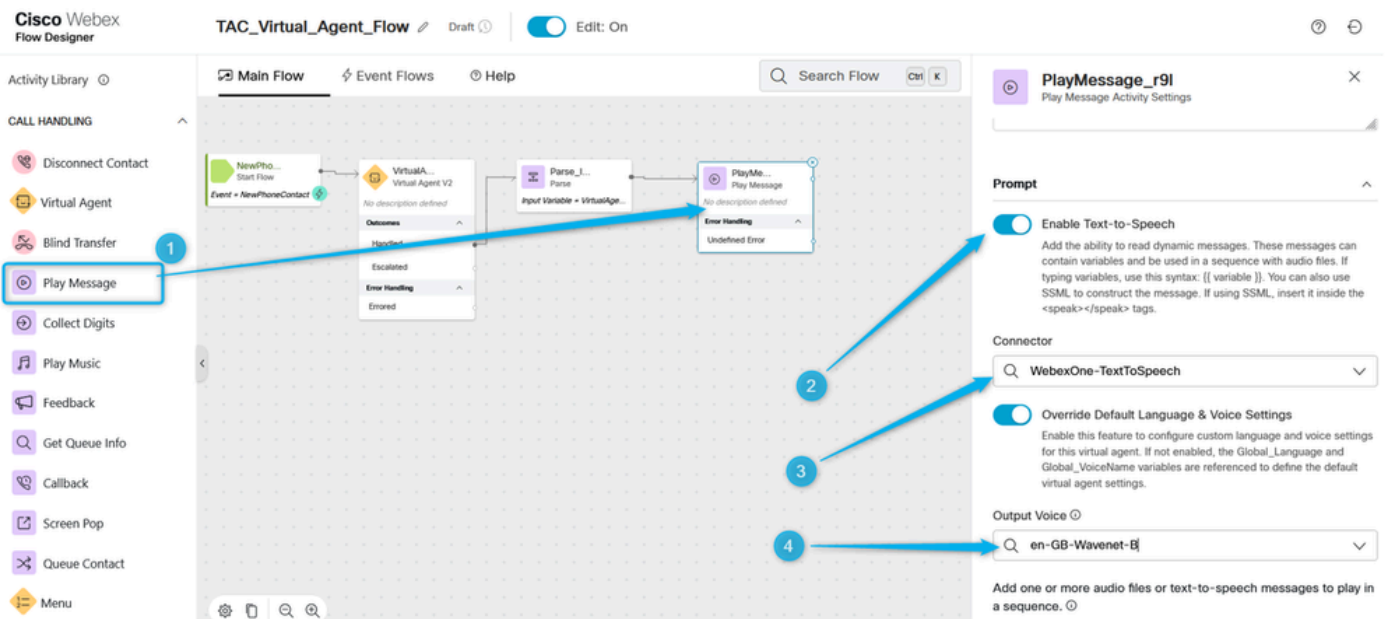 Cisco Webex
Flow Designer
TAC_Virtual_Agent_Flow
Draft
Edit: On
Activity Library
CALL HANDLING
Disconnect Contact
Virtual Agent
Blind Transfer
Play Message
Collect Digits
Play Music
Feedback
Get Queue Info
Callback
Screen Pop
Queue Contact
Menu
Main Flow
Event Flows
Help
Search Flow
Ctrl K
NewPho...
Start Flow
Event = NewPhoneContact
VirtualA...
Virtual Agent V2
No description defined
Outcomes
Handled
Escalated
Error Handling
Errored
Parse_I...
Parse
Input Variable = VirtualAge...
PlayMe...
Play Message
No description defined
Error Handling
Undefined Error
1
2
3
4
PlayMessage_r9l
Play Message Activity Settings
Prompt
Enable Text-to-Speech
Add the ability to read dynamic messages. These messages can
contain variables and be used in a sequence with audio files. If
typing variables, use this syntax: {{ variable }}. You can also use
SSML to construct the message. If using SSML, insert it inside the
<speak></speak> tags.
Connector
WebexOne-TextToSpeech
Override Default Language & Voice Settings
Enable this feature to configure custom language and voice settings
for this virtual agent. If not enabled, the Global_Language and
Global_VoiceName variables are referenced to define the default
virtual agent settings.
Output Voice
en-GB-Wavenet-B
Add one or more audio files or text-to-speech messages to play in
a sequence.